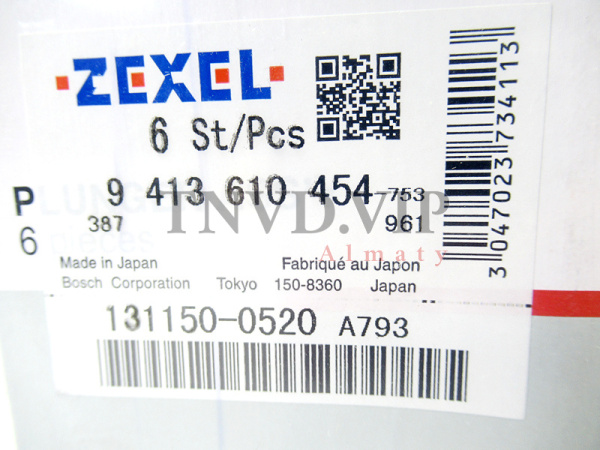 ZEXEL
6 St/Pcs
P 9 413 610 454-753
6 387 961
TNVD.VIP
Almaty
Made in Japan Fabriqué au Japon
Bosch Corporation Tokyo 150-8360 Japan
131150-0520 A793
3047023734113